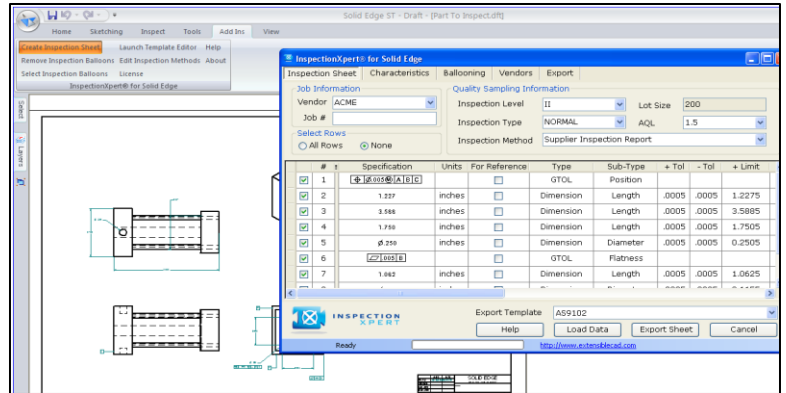 Solid Edge ST - Draft - [Part To Inspect.dft]
Home Sketching Inspect Tools Add Ins View
Create Inspection Sheet Launch Template Editor Help
Remove Inspection Balloons Edit Inspection Methods About
Select Inspection Balloons License
InspectionXpert® for Solid Edge
Select
Layers
InspectionXpert® for Solid Edge
Inspection Sheet Characteristics Ballooning Vendors Export
Job Information Quality Sampling Information
Vendor ACME Inspection Level II Lot Size 200
Job # Inspection Type NORMAL AQL 1.5
Select Rows Inspection Method Supplier Inspection Report
All Rows None
# Specification Units For Reference Type Sub-Type + Tol - Tol + Limit
1 ⌖ Ø.005Ⓜ A B C GTOL Position
2 1.227 inches Dimension Length .0005 .0005 1.2275
3 3.588 inches Dimension Length .0005 .0005 3.5885
4 1.750 inches Dimension Length .0005 .0005 1.7505
5 Ø.250 inches Dimension Diameter .0005 .0005 0.2505
6 ⏥ .005 B GTOL Flatness
7 1.062 inches Dimension Length .0005 .0005 1.0625
Export Template AS9102
INSPECTION XPERT
Help Load Data Export Sheet Cancel
Ready http://www.extensiblecad.com
SOLID EDGE